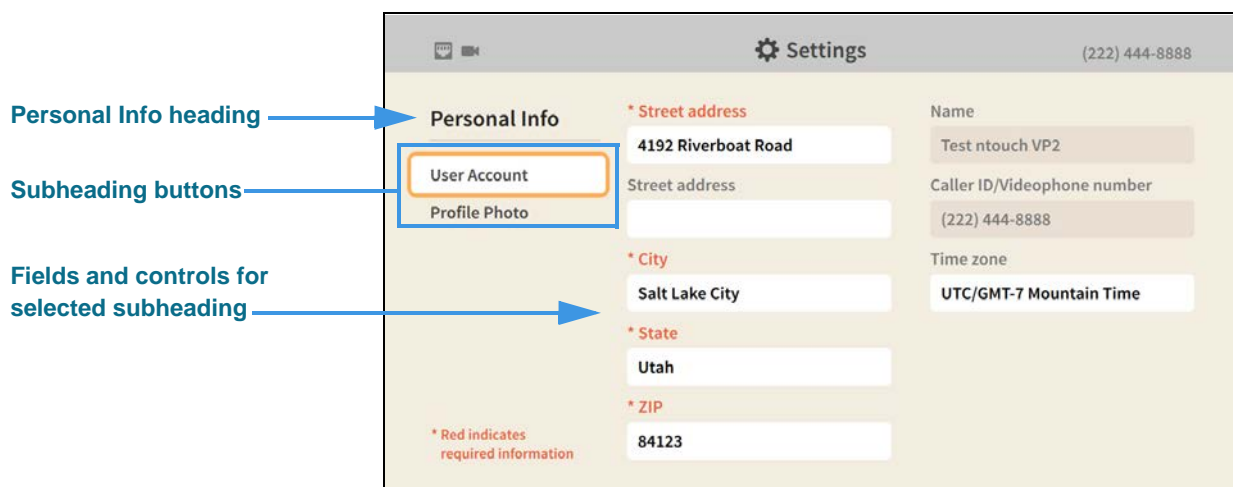 Settings
(222) 444-8888
Personal Info heading
Subheading buttons
Fields and controls for
selected subheading
Personal Info
User Account
Profile Photo
* Red indicates
required information
* Street address
4192 Riverboat Road
Street address
* City
Salt Lake City
* State
Utah
* ZIP
84123
Name
Test ntouch VP2
Caller ID/Videophone number
(222) 444-8888
Time zone
UTC/GMT-7 Mountain Time